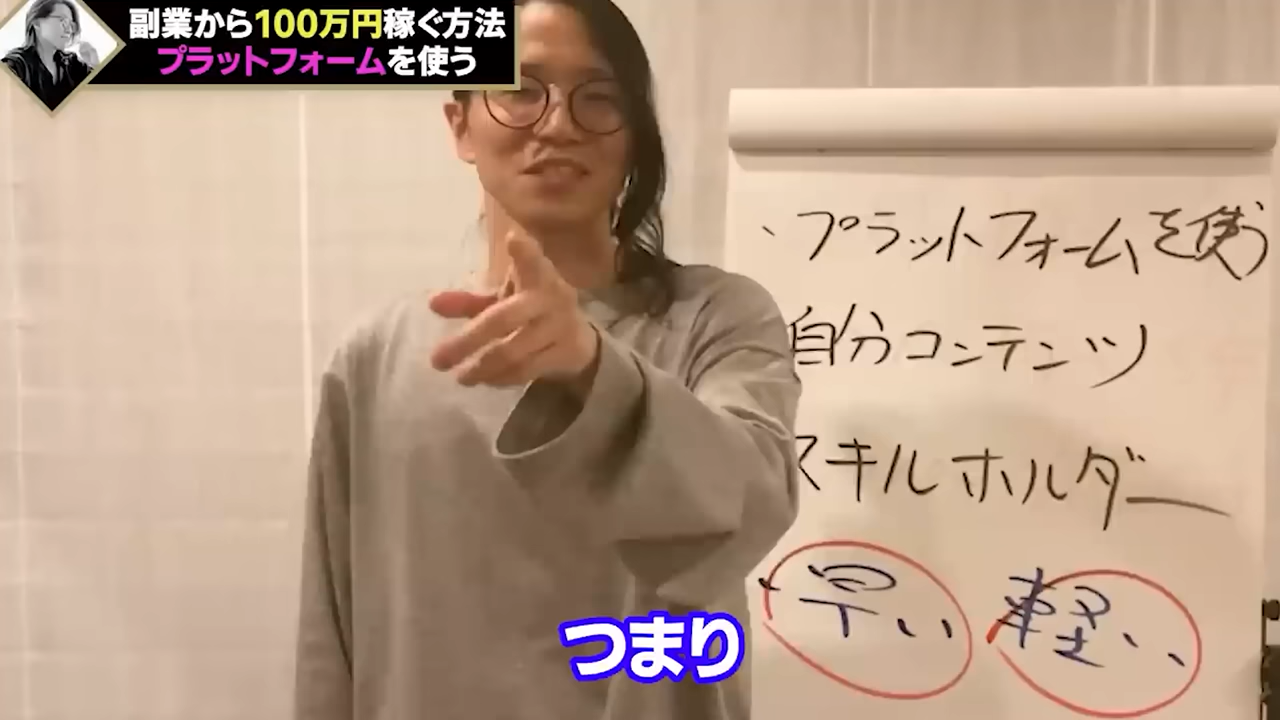 副業から100万円稼ぐ方法
プラットフォームを使う
、プラットフォームを使う
自分コンテンツ
スキルホルダー
早い 軽い
つまり